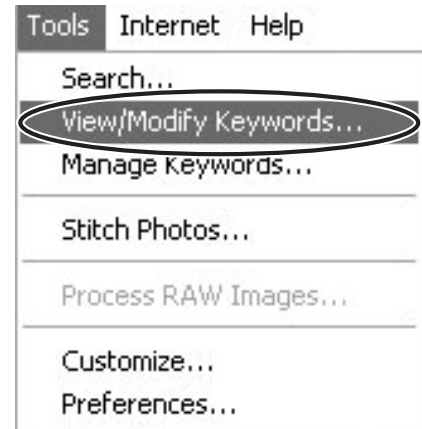 Tools Internet Help
Search...
View/Modify Keywords...
Manage Keywords...
Stitch Photos...
Process RAW Images...
Customize...
Preferences...